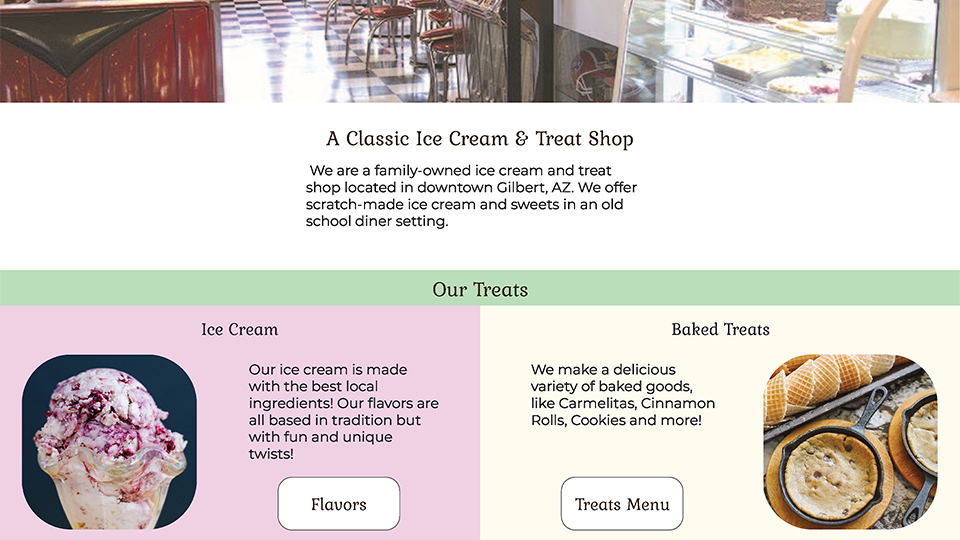 A Classic Ice Cream & Treat Shop
We are a family-owned ice cream and treat
shop located in downtown Gilbert, AZ. We offer
scratch-made ice cream and sweets in an old
school diner setting.
Our Treats
Ice Cream
Our ice cream is made
with the best local
ingredients! Our flavors are
all based in tradition but
with fun and unique
twists!
Flavors
Baked Treats
We make a delicious
variety of baked goods,
like Carmelitas, Cinnamon
Rolls, Cookies and more!
Treats Menu